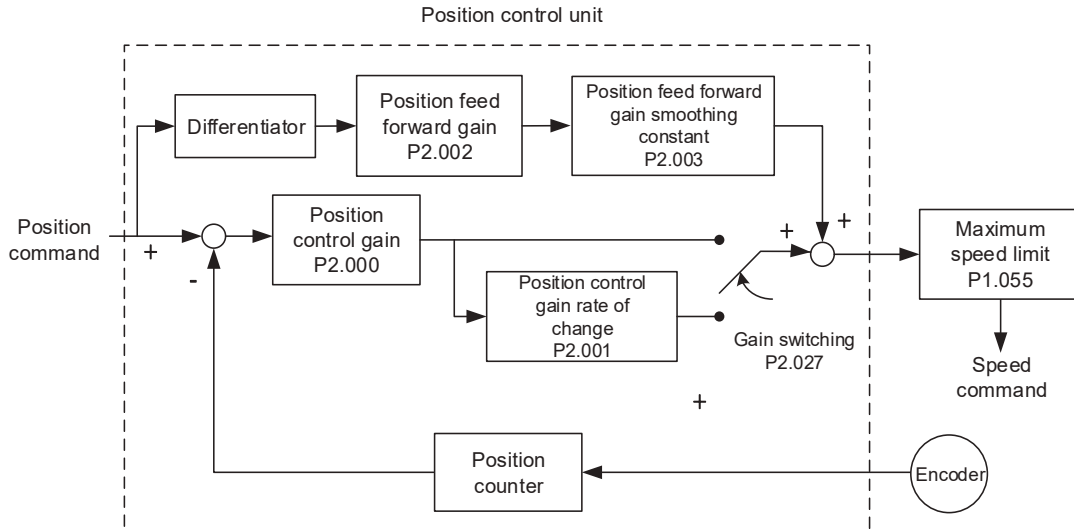 Position control unit
Differentiator
Position feed
forward gain
P2.002
Position feed forward
gain smoothing
constant
P2.003
Position
command
+
-
Position
control gain
P2.000
Position control
gain rate of
change
P2.001
+
+
Gain switching
P2.027
+
Maximum
speed limit
P1.055
Speed
command
Position
counter
Encoder